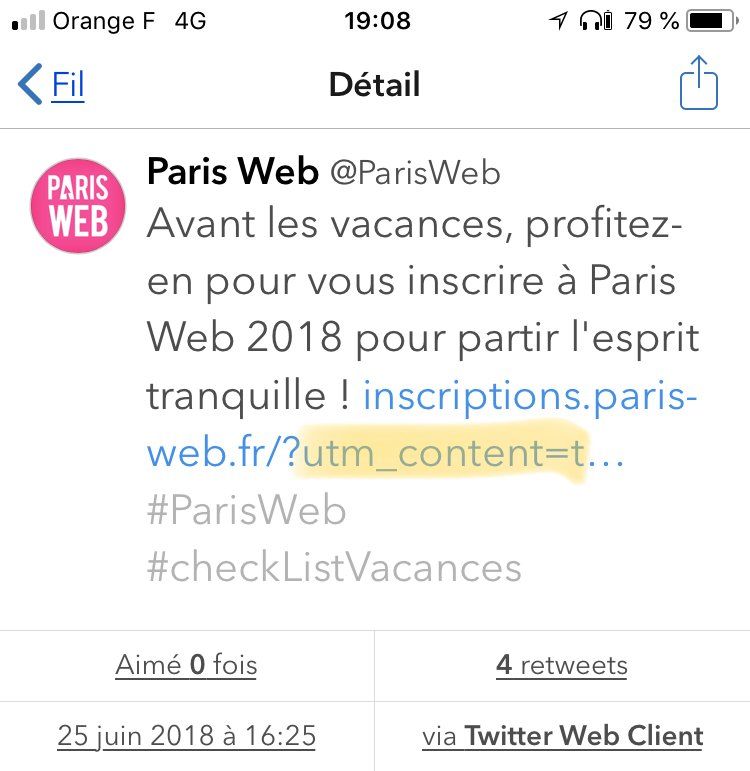 Orange F 4G 19:08 79 %
Fil Détail
PARIS
WEB
Paris Web @ParisWeb
Avant les vacances, profitez-
en pour vous inscrire à Paris
Web 2018 pour partir l'esprit
tranquille ! inscriptions.paris-
web.fr/?utm_content=t…
#ParisWeb
#checkListVacances
Aimé 0 fois 4 retweets
25 juin 2018 à 16:25 via Twitter Web Client